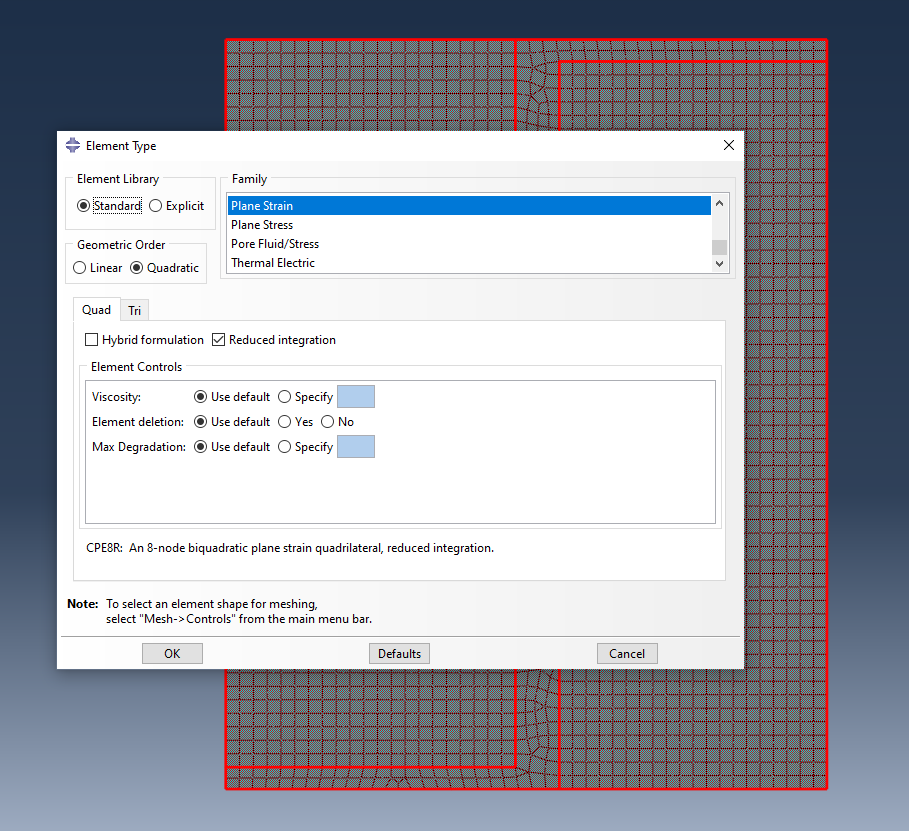 Element Type
Element Library
Standard Explicit
Geometric Order
Linear Quadratic
Family
Plane Strain
Plane Stress
Pore Fluid/Stress
Thermal Electric
Quad Tri
Hybrid formulation Reduced integration
Element Controls
Viscosity: Use default Specify
Element deletion: Use default Yes No
Max Degradation: Use default Specify
CPE8R: An 8-node biquadratic plane strain quadrilateral, reduced integration.
Note: To select an element shape for meshing,
select "Mesh->Controls" from the main menu bar.
OK Defaults Cancel